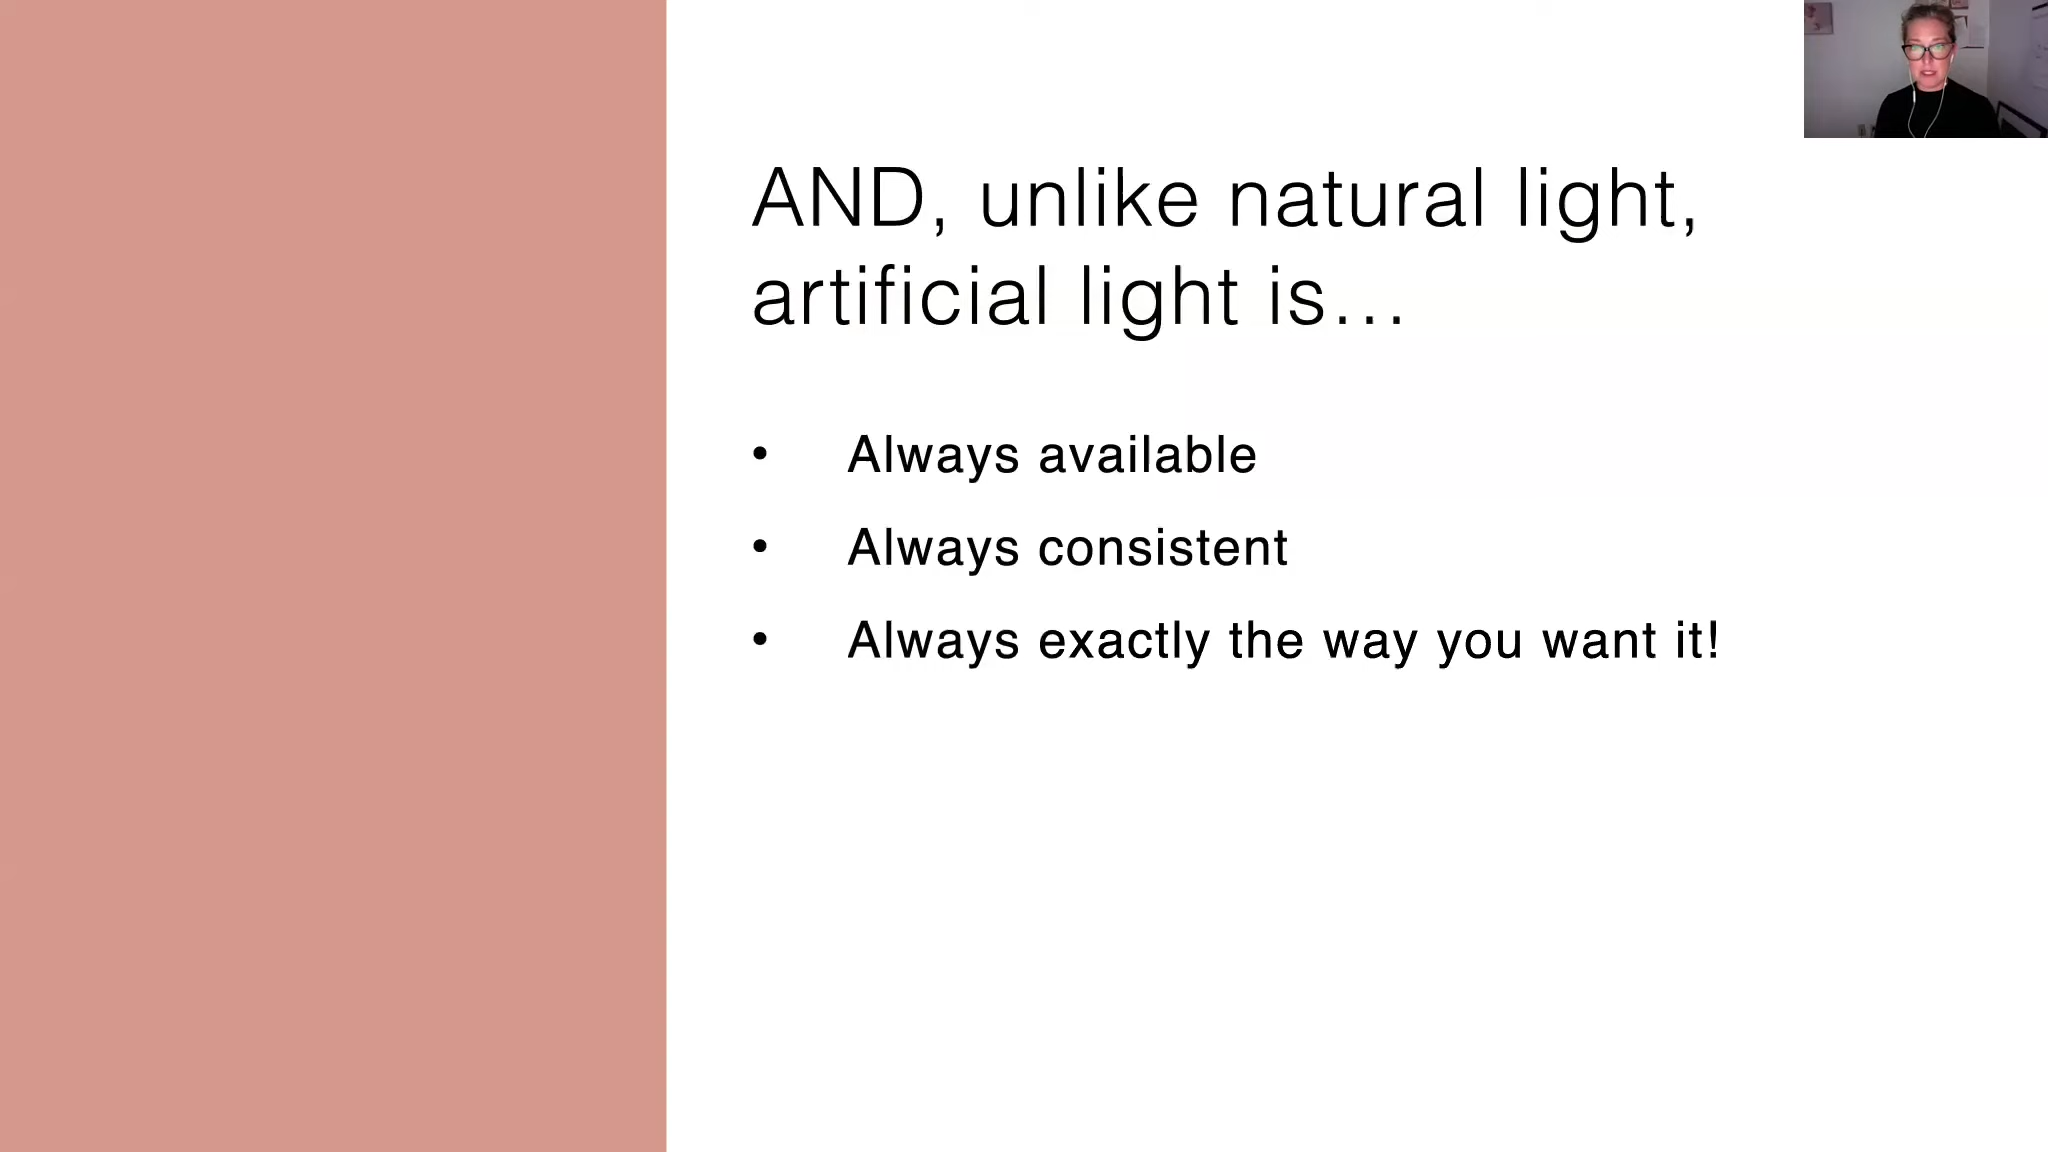 AND, unlike natural light,
artificial light is...
• Always available
• Always consistent
• Always exactly the way you want it!